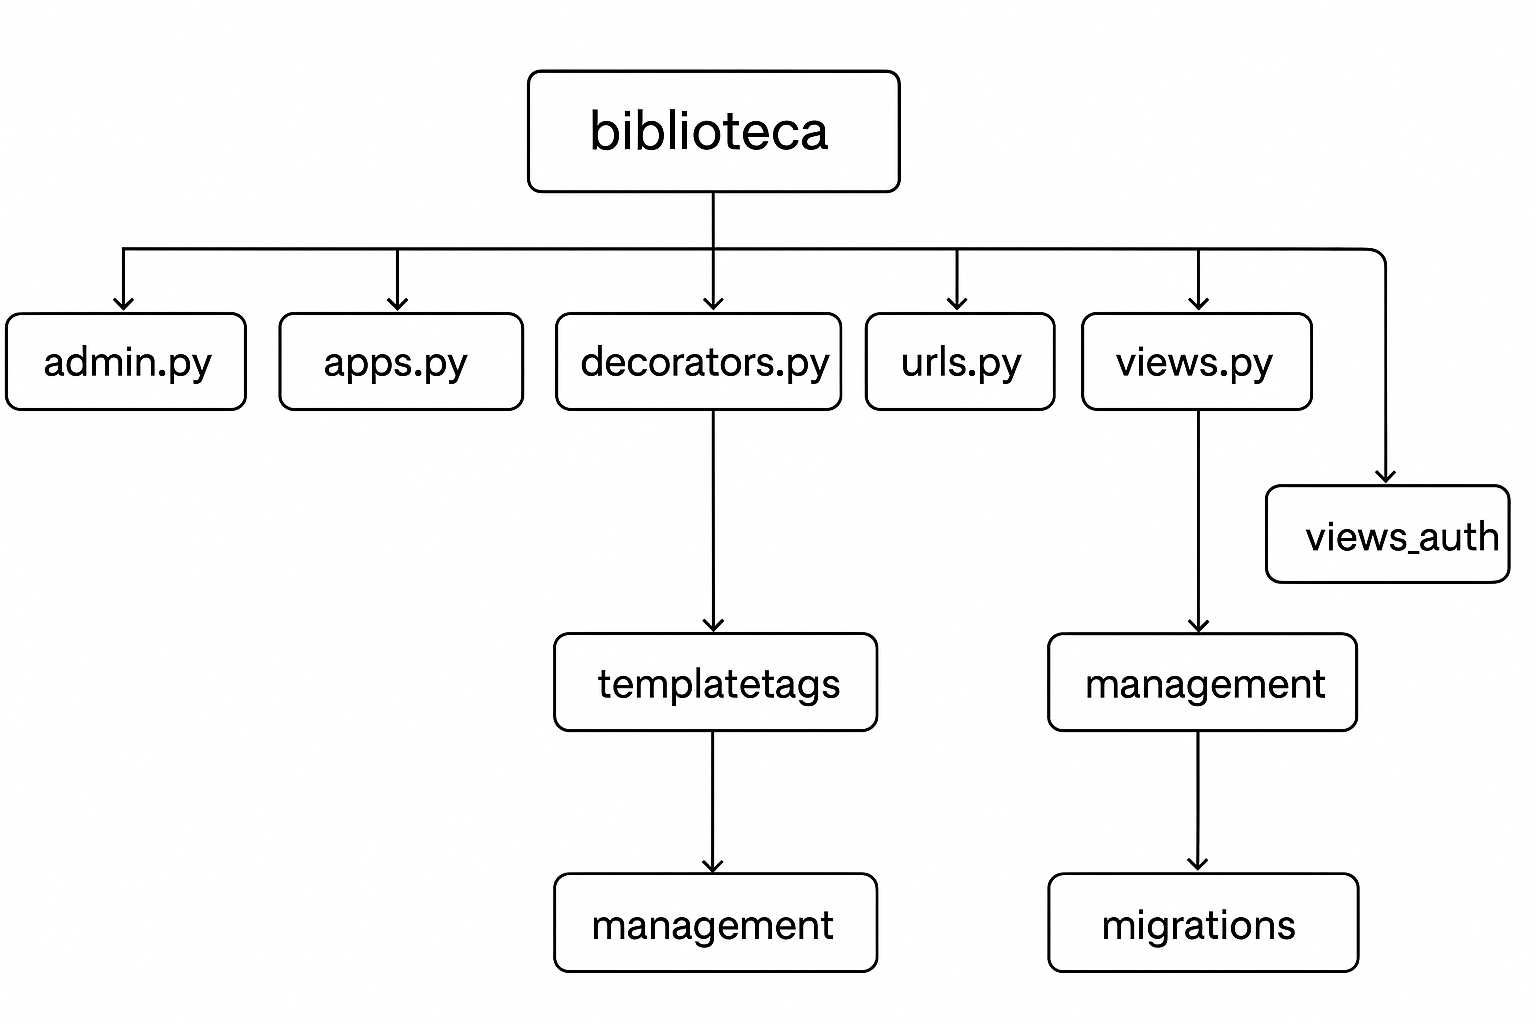 biblioteca
admin.py
apps.py
decorators.py
urls.py
views.py
views_auth
templatetags
management
management
migrations